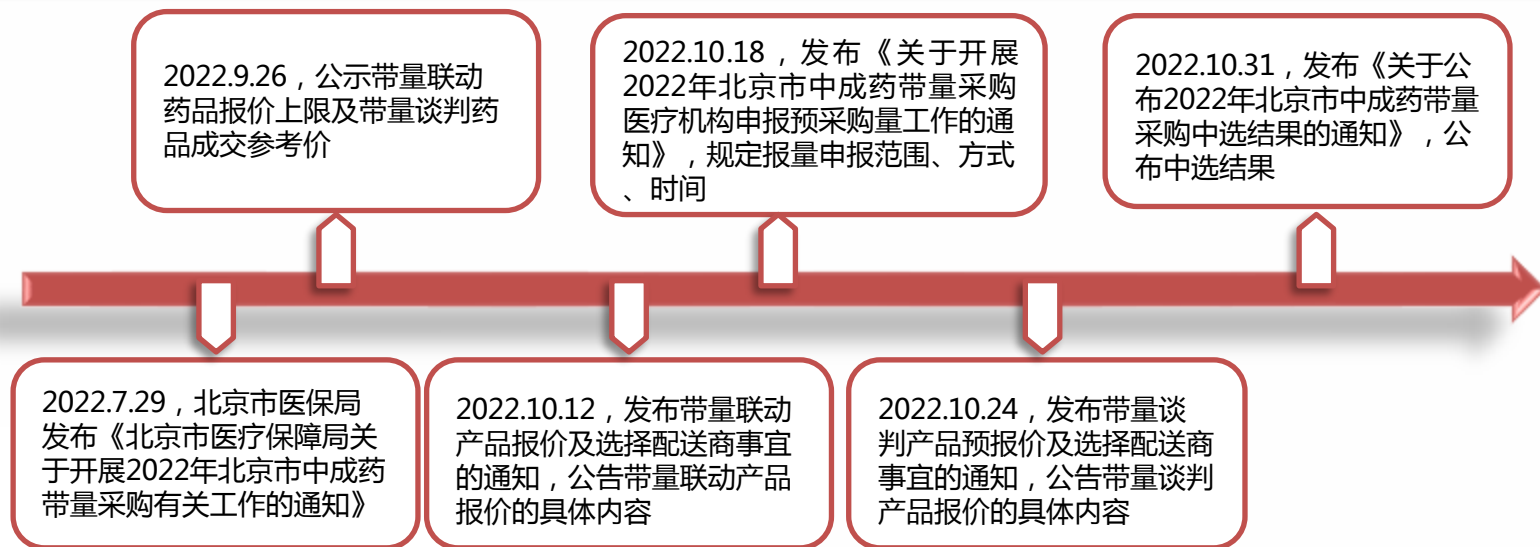 2022.9.26，公示带量联动
药品报价上限及带量谈判药
品成交参考价
2022.10.18，发布《关于开展
2022年北京市中成药带量采购
医疗机构申报预采购量工作的通
知》，规定报量申报范围、方式
、时间
2022.10.31，发布《关于公
布2022年北京市中成药带量
采购中选结果的通知》，公
布中选结果
2022.7.29，北京市医保局
发布《北京市医疗保障局关
于开展2022年北京市中成药
带量采购有关工作的通知》
2022.10.12，发布带量联动
产品报价及选择配送商事宜
的通知，公告带量联动产品
报价的具体内容
2022.10.24，发布带量谈
判产品预报价及选择配送商
事宜的通知，公告带量谈判
产品报价的具体内容